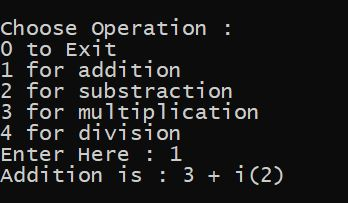 Choose Operation :
0 to Exit
1 for addition
2 for substraction
3 for multiplication
4 for division
Enter Here : 1
Addition is : 3 + i(2)